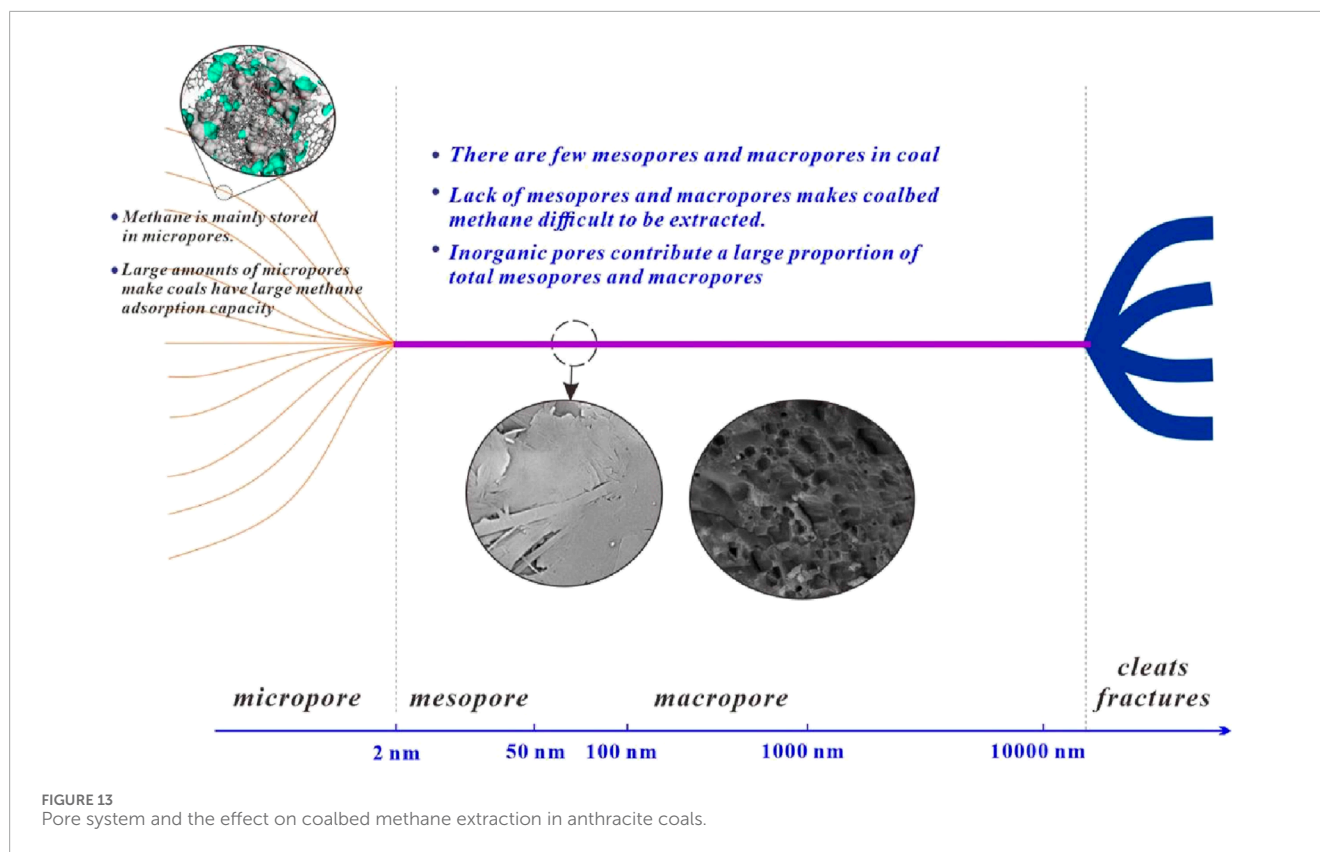 • Methane is mainly stored
in micropores.
• Large amounts of micropores
make coals have large methane
adsorption capacity
• There are few mesopores and macropores in coal
• Lack of mesopores and macropores makes coalbed
methane difficult to be extracted.
• Inorganic pores contribute a large proportion of
total mesopores and macropores
micropore
mesopore
macropore
cleats
fractures
2 nm
50 nm
100 nm
1000 nm
10000 nm
FIGURE 13
Pore system and the effect on coalbed methane extraction in anthracite coals.